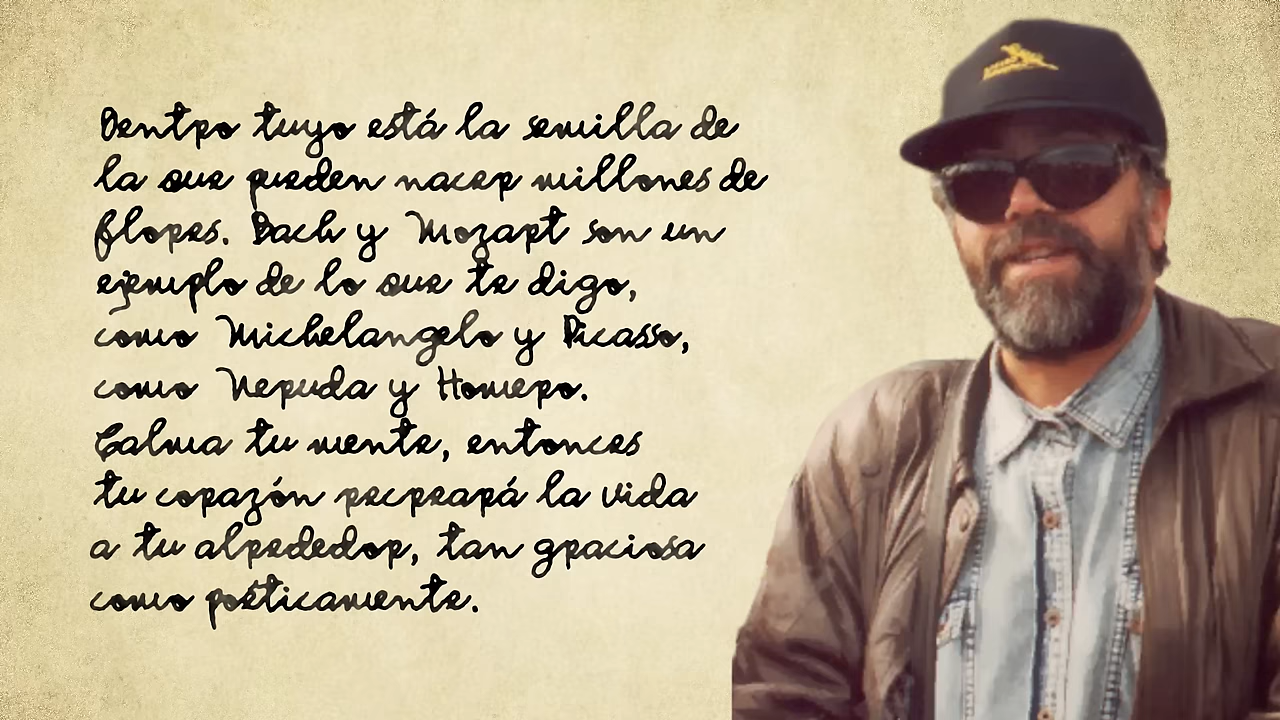 Dentro tuyo está la semilla de
la que pueden nacer millones de
flores. Bach y Mozart son un
ejemplo de lo que te digo,
como Michelangelo y Picasso,
como Neruda y Homero.
Calma tu mente, entonces
tu corazón recreará la vida
a tu alrededor, tan graciosa
como poéticamente.